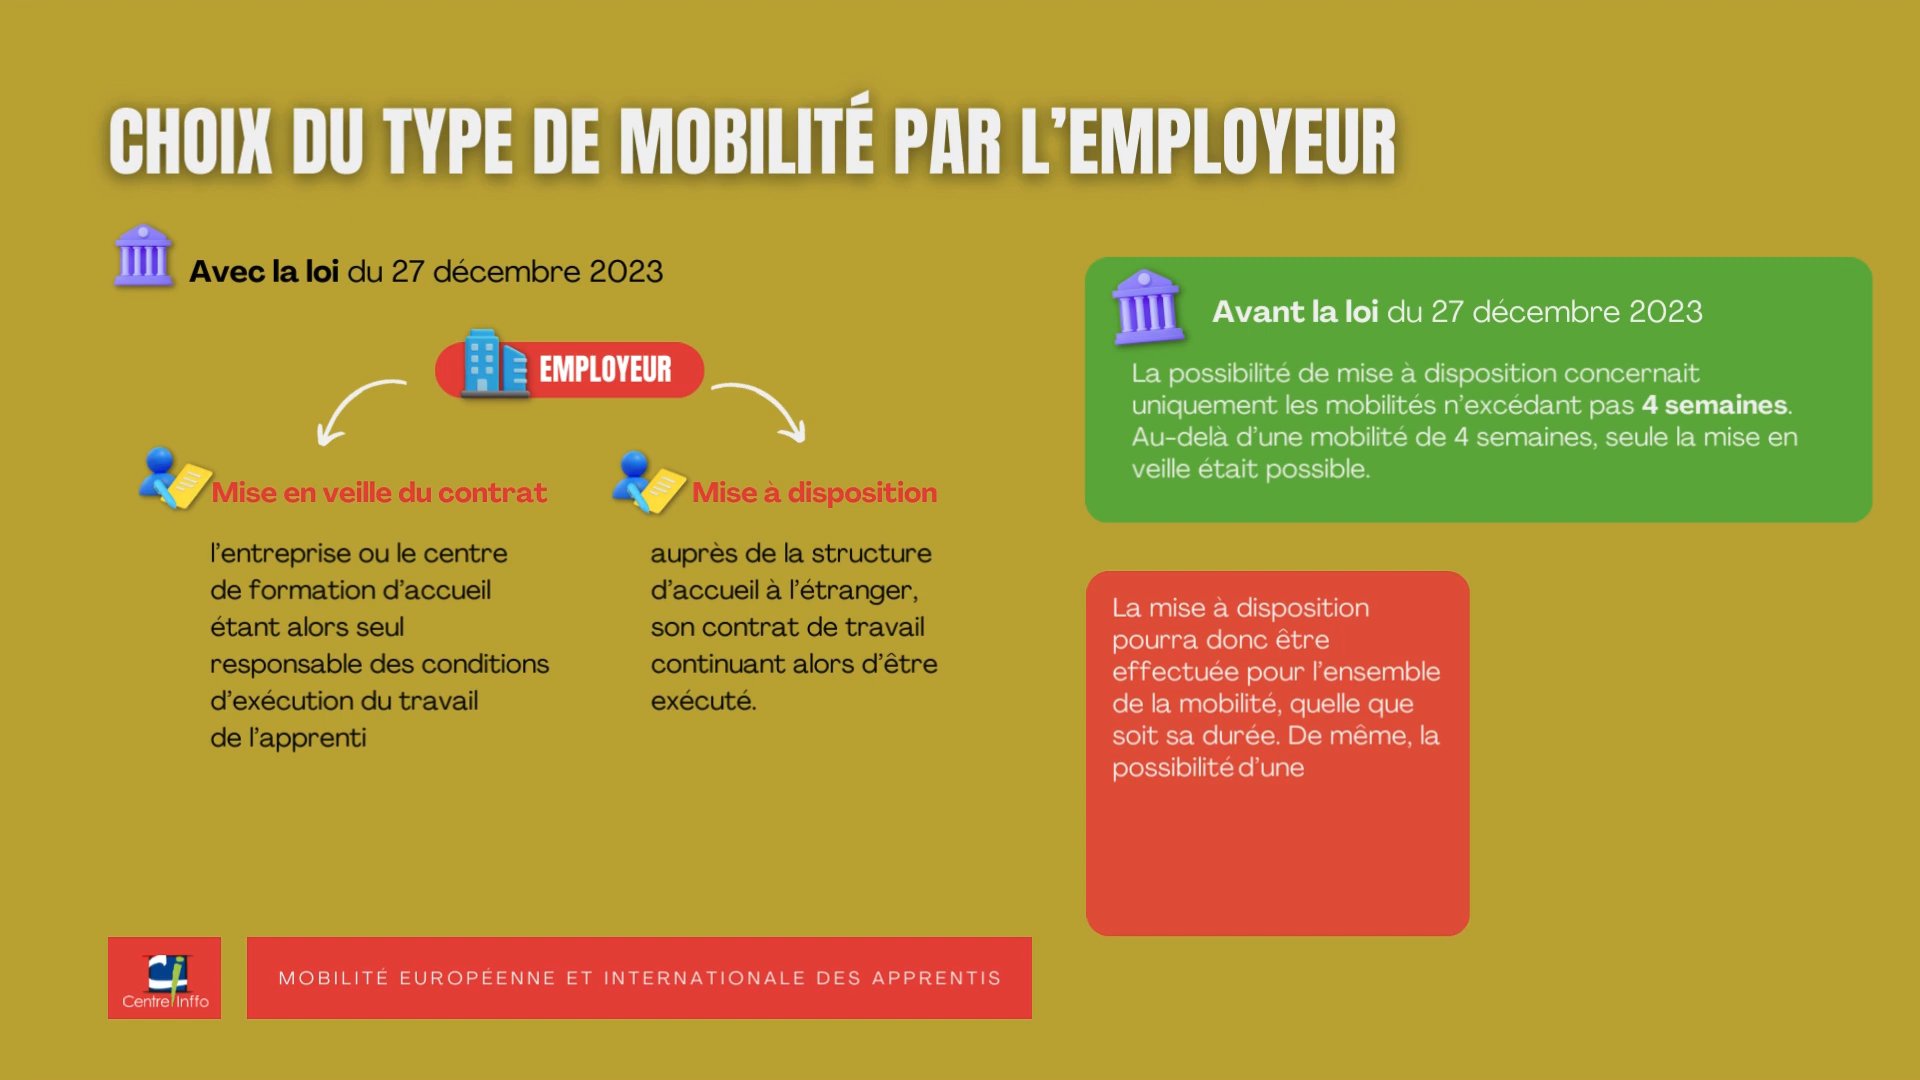 CHOIX DU TYPE DE MOBILITÉ PAR L’EMPLOYEUR
Avec la loi du 27 décembre 2023
EMPLOYEUR
Mise en veille du contrat
l’entreprise ou le centre
de formation d’accueil
étant alors seul
responsable des conditions
d’exécution du travail
de l’apprenti
Mise à disposition
auprès de la structure
d’accueil à l’étranger,
son contrat de travail
continuant alors d’être
exécuté.
Avant la loi du 27 décembre 2023
La possibilité de mise à disposition concernait
uniquement les mobilités n’excédant pas 4 semaines.
Au-delà d’une mobilité de 4 semaines, seule la mise en
veille était possible.
La mise à disposition
pourra donc être
effectuée pour l’ensemble
de la mobilité, quelle que
soit sa durée. De même, la
possibilité d’une
Centre Inffo
MOBILITÉ EUROPÉENNE ET INTERNATIONALE DES APPRENTIS